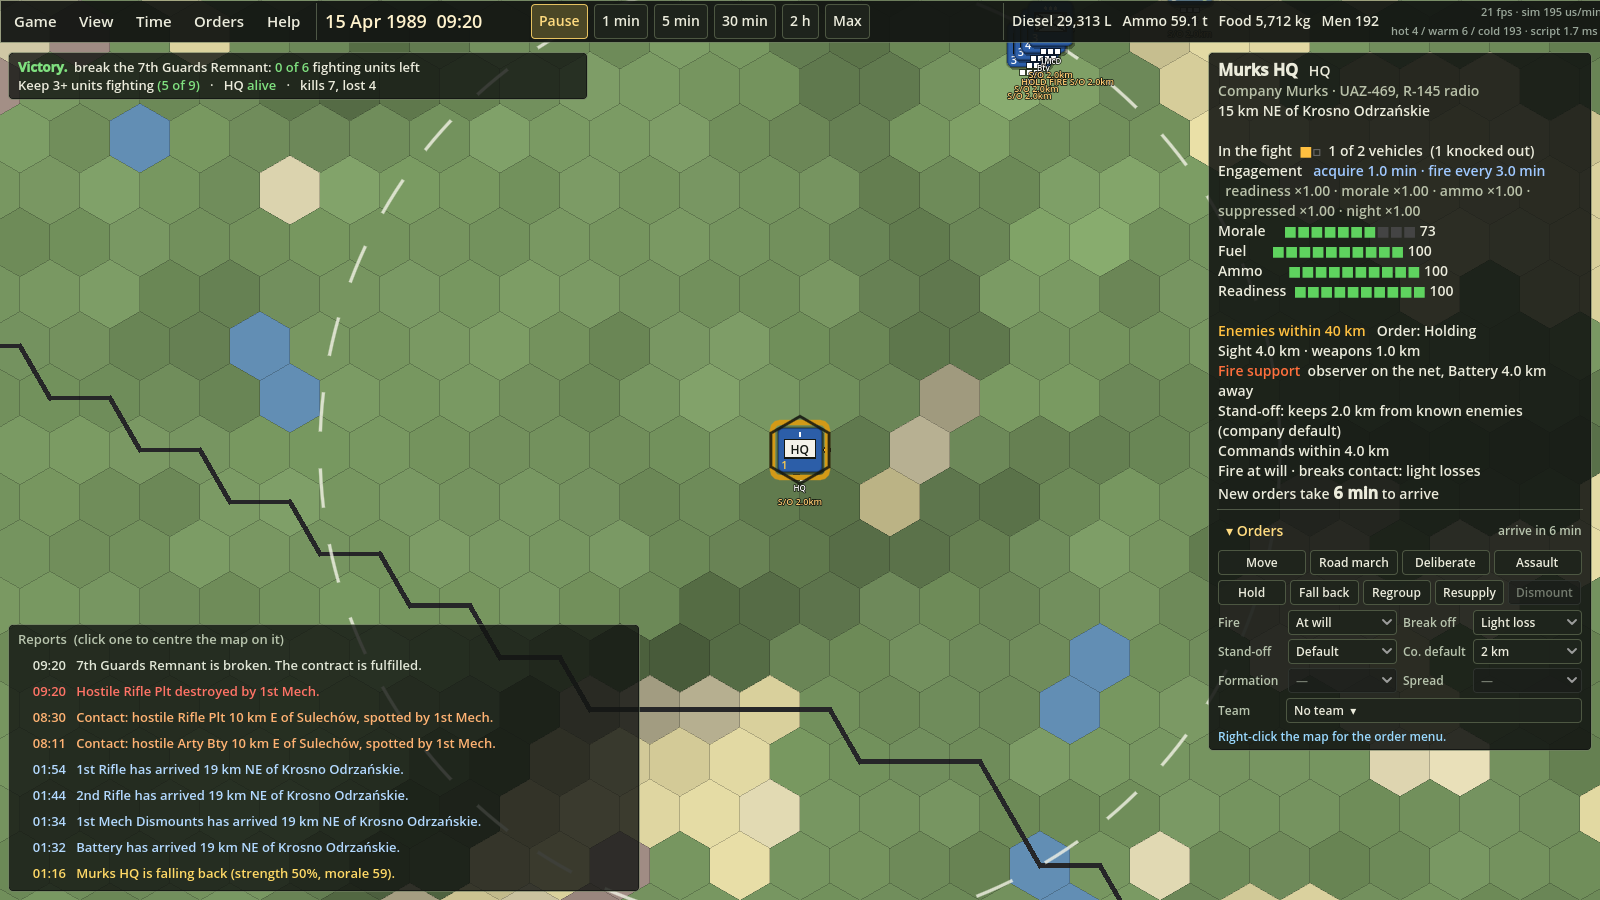 Game View Time Orders Help 15 Apr 1989 09:20 Pause 1 min 5 min 30 min 2 h Max Diesel 29,313 L Ammo 59.1 t Food 5,712 kg Men 192
21 fps · sim 195 us/min
hot 4 / warm 6 / cold 193 · script 1.7 ms
Victory. break the 7th Guards Remnant: 0 of 6 fighting units left
Keep 3+ units fighting (5 of 9) · HQ alive · kills 7, lost 4
S/O 2.0km
HOLD FIRE S/O 2.0km
S/O 2.0km
S/O 2.0km
HQ
1
HQ
S/O 2.0km
Murks HQ HQ
Company Murks · UAZ-469, R-145 radio
15 km NE of Krosno Odrzańskie
In the fight 1 of 2 vehicles (1 knocked out)
Engagement acquire 1.0 min · fire every 3.0 min
readiness ×1.00 · morale ×1.00 · ammo ×1.00 ·
suppressed ×1.00 · night ×1.00
Morale 73
Fuel 100
Ammo 100
Readiness 100
Enemies within 40 km Order: Holding
Sight 4.0 km · weapons 1.0 km
Fire support observer on the net, Battery 4.0 km
away
Stand-off: keeps 2.0 km from known enemies
(company default)
Commands within 4.0 km
Fire at will · breaks contact: light losses
New orders take 6 min to arrive
▾ Orders arrive in 6 min
Move Road march Deliberate Assault
Hold Fall back Regroup Resupply Dismount
Fire At will Break off Light loss
Stand-off Default Co. default 2 km
Formation — Spread —
Team No team ▾
Right-click the map for the order menu.
Reports (click one to centre the map on it)
09:20 7th Guards Remnant is broken. The contract is fulfilled.
09:20 Hostile Rifle Plt destroyed by 1st Mech.
08:30 Contact: hostile Rifle Plt 10 km E of Sulechów, spotted by 1st Mech.
08:11 Contact: hostile Arty Bty 10 km E of Sulechów, spotted by 1st Mech.
01:54 1st Rifle has arrived 19 km NE of Krosno Odrzańskie.
01:44 2nd Rifle has arrived 19 km NE of Krosno Odrzańskie.
01:34 1st Mech Dismounts has arrived 19 km NE of Krosno Odrzańskie.
01:32 Battery has arrived 19 km NE of Krosno Odrzańskie.
01:16 Murks HQ is falling back (strength 50%, morale 59).